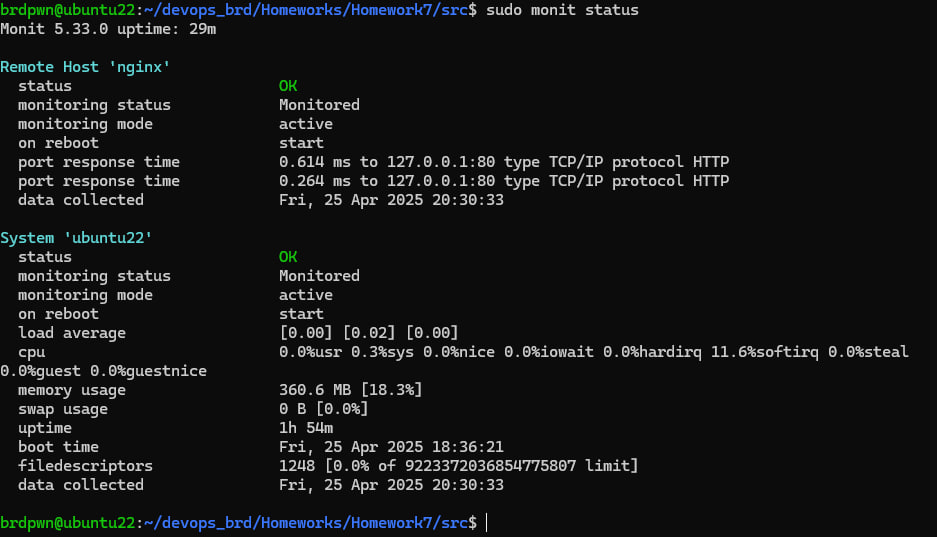 brdpwn@ubuntu22:~/devops_brd/Homeworks/Homework7/src$ sudo monit status
Monit 5.33.0 uptime: 29m
Remote Host 'nginx'
status OK
monitoring status Monitored
monitoring mode active
on reboot start
port response time 0.614 ms to 127.0.0.1:80 type TCP/IP protocol HTTP
port response time 0.264 ms to 127.0.0.1:80 type TCP/IP protocol HTTP
data collected Fri, 25 Apr 2025 20:30:33
System 'ubuntu22'
status OK
monitoring status Monitored
monitoring mode active
on reboot start
load average [0.00] [0.02] [0.00]
cpu 0.0%usr 0.3%sys 0.0%nice 0.0%iowait 0.0%hardirq 11.6%softirq 0.0%steal
0.0%guest 0.0%guestnice
memory usage 360.6 MB [18.3%]
swap usage 0 B [0.0%]
uptime 1h 54m
boot time Fri, 25 Apr 2025 18:36:21
filedescriptors 1248 [0.0% of 9223372036854775807 limit]
data collected Fri, 25 Apr 2025 20:30:33
brdpwn@ubuntu22:~/devops_brd/Homeworks/Homework7/src$